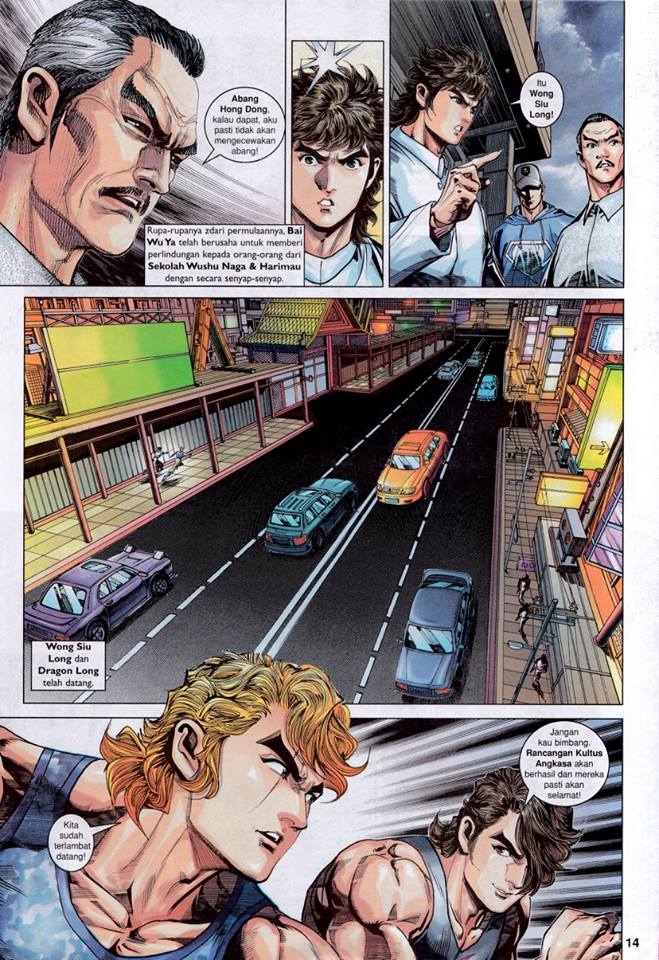 Abang
Hong Dong,
kalau dapat, aku
pasti tidak akan
mengecewakan
abang!
Rupa-rupanya zdari permulaannya, Bai
Wu Ya telah berusaha untuk memberi
perlindungan kepada orang-orang dari
Sekolah Wushu Naga & Harimau
dengan secara senyap-senyap.
Itu
Wong
Siu
Long!
Wong Siu
Long dan
Dragon Long
telah datang.
Kita
sudah
terlambat
datang!
Jangan
kau bimbang.
Rancangan Kultus
Angkasa akan
berhasil dan mereka
pasti akan
selamat!
14